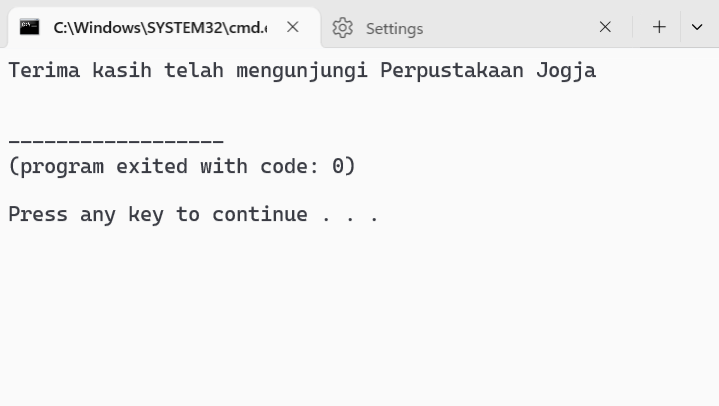 C:\Windows\SYSTEM32\cmd.e
Settings
Terima kasih telah mengunjungi Perpustakaan Jogja
------------------
(program exited with code: 0)
Press any key to continue . . .